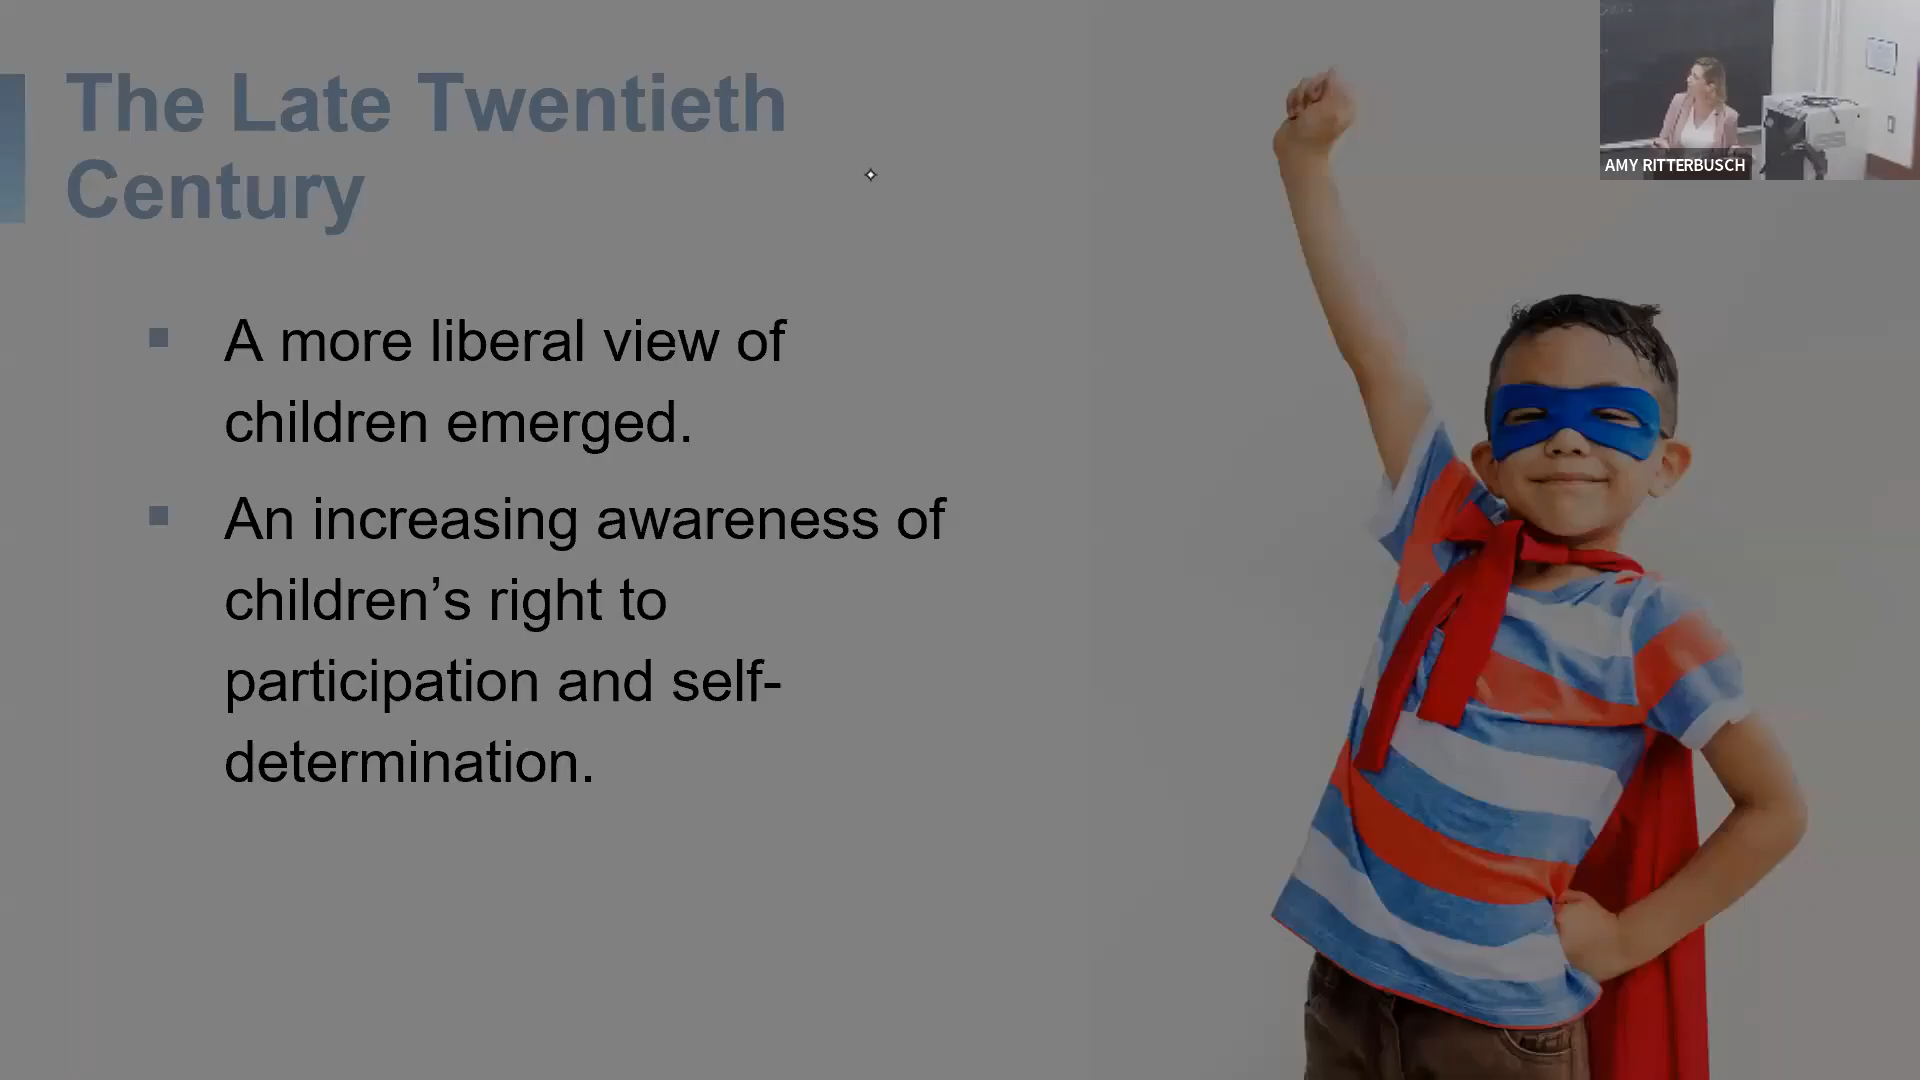 The Late Twentieth
Century
A more liberal view of
children emerged.
An increasing awareness of
children’s right to
participation and self-
determination.
AMY RITTERBUSCH